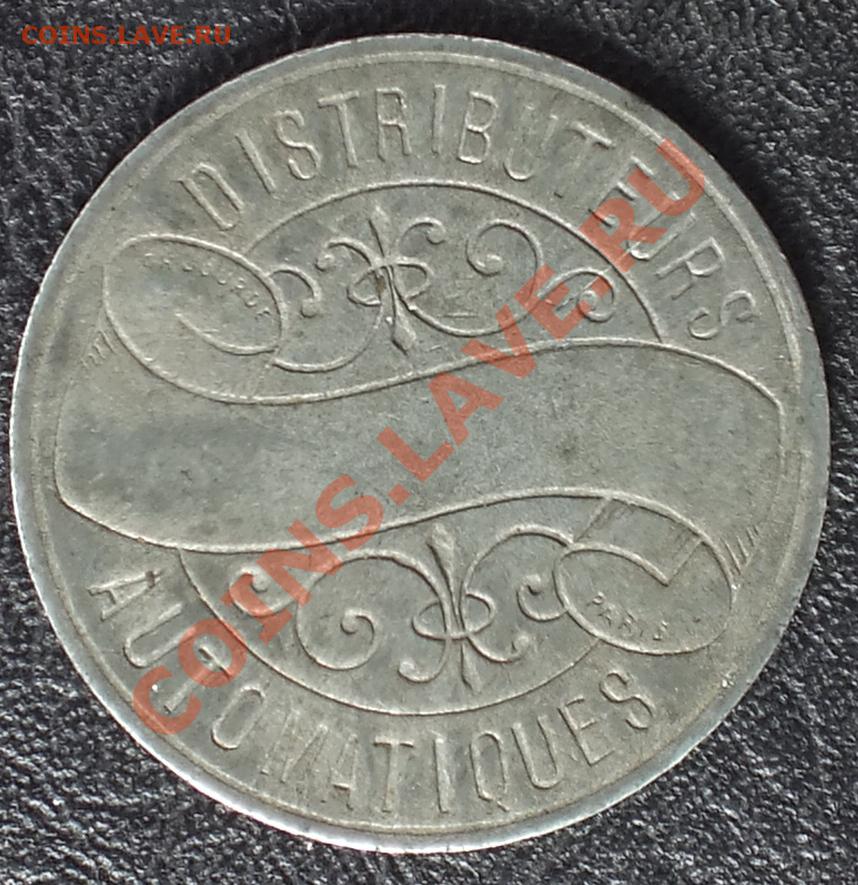 COINS.LAVE.RU
DISTRIBUTEURS
PARIS
AUTOMATIQUES
COINS.LAVE.RU